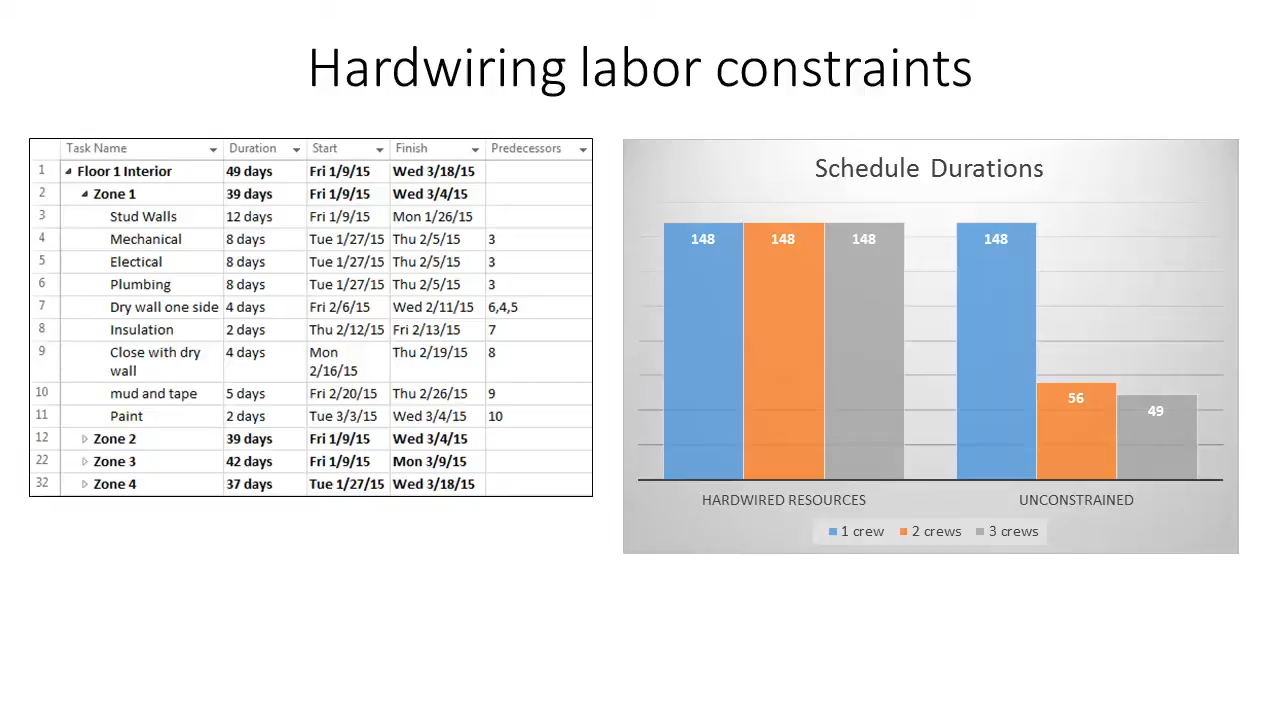 Hardwiring labor constraints
Task Name Duration Start Finish Predecessors
1 Floor 1 Interior 49 days Fri 1/9/15 Wed 3/18/15
2 Zone 1 39 days Fri 1/9/15 Wed 3/4/15
3 Stud Walls 12 days Fri 1/9/15 Mon 1/26/15
4 Mechanical 8 days Tue 1/27/15 Thu 2/5/15 3
5 Electical 8 days Tue 1/27/15 Thu 2/5/15 3
6 Plumbing 8 days Tue 1/27/15 Thu 2/5/15 3
7 Dry wall one side 4 days Fri 2/6/15 Wed 2/11/15 6,4,5
8 Insulation 2 days Thu 2/12/15 Fri 2/13/15 7
9 Close with dry 4 days Mon Thu 2/19/15 8
wall 2/16/15
10 mud and tape 5 days Fri 2/20/15 Thu 2/26/15 9
11 Paint 2 days Tue 3/3/15 Wed 3/4/15 10
12 Zone 2 39 days Fri 1/9/15 Wed 3/4/15
22 Zone 3 42 days Fri 1/9/15 Mon 3/9/15
32 Zone 4 37 days Tue 1/27/15 Wed 3/18/15
Schedule Durations
148 148 148 148
56
49
HARDWIRED RESOURCES UNCONSTRAINED
1 crew 2 crews 3 crews